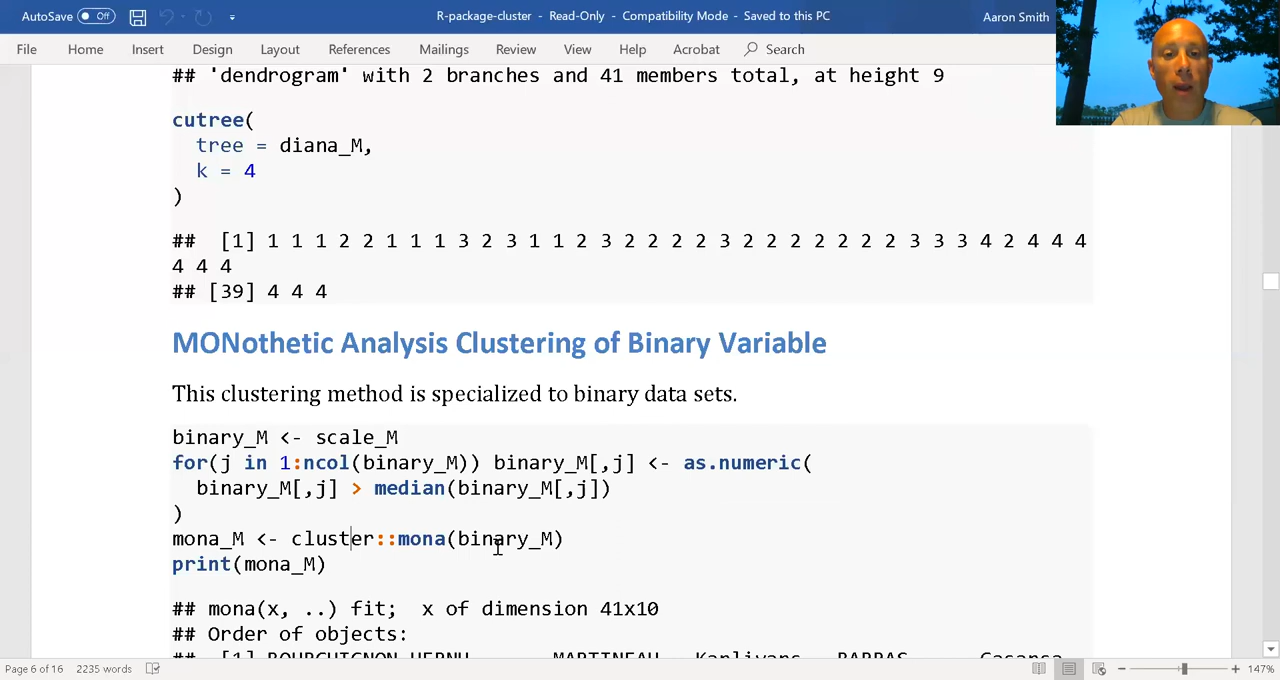 AutoSave Off
R-package-cluster - Read-Only - Compatibility Mode - Saved to this PC
Aaron Smith
File Home Insert Design Layout References Mailings Review View Help Acrobat Search
## 'dendrogram' with 2 branches and 41 members total, at height 9
cutree(
tree = diana_M,
k = 4
)
## [1] 1 1 1 2 2 1 1 1 3 2 3 1 1 2 3 2 2 2 2 3 2 2 2 2 2 2 2 3 3 3 4 2 4 4 4
4 4 4
## [39] 4 4 4
MONothetic Analysis Clustering of Binary Variable
This clustering method is specialized to binary data sets.
binary_M <- scale_M
for(j in 1:ncol(binary_M)) binary_M[,j] <- as.numeric(
binary_M[,j] > median(binary_M[,j])
)
mona_M <- cluster::mona(binary_M)
print(mona_M)
## mona(x, ..) fit; x of dimension 41x10
## Order of objects:
## [1] BOURGUIGNON HERNU MARTINEAU Karlivans BARRAS Casarsa
Page 6 of 16 2235 words
147%